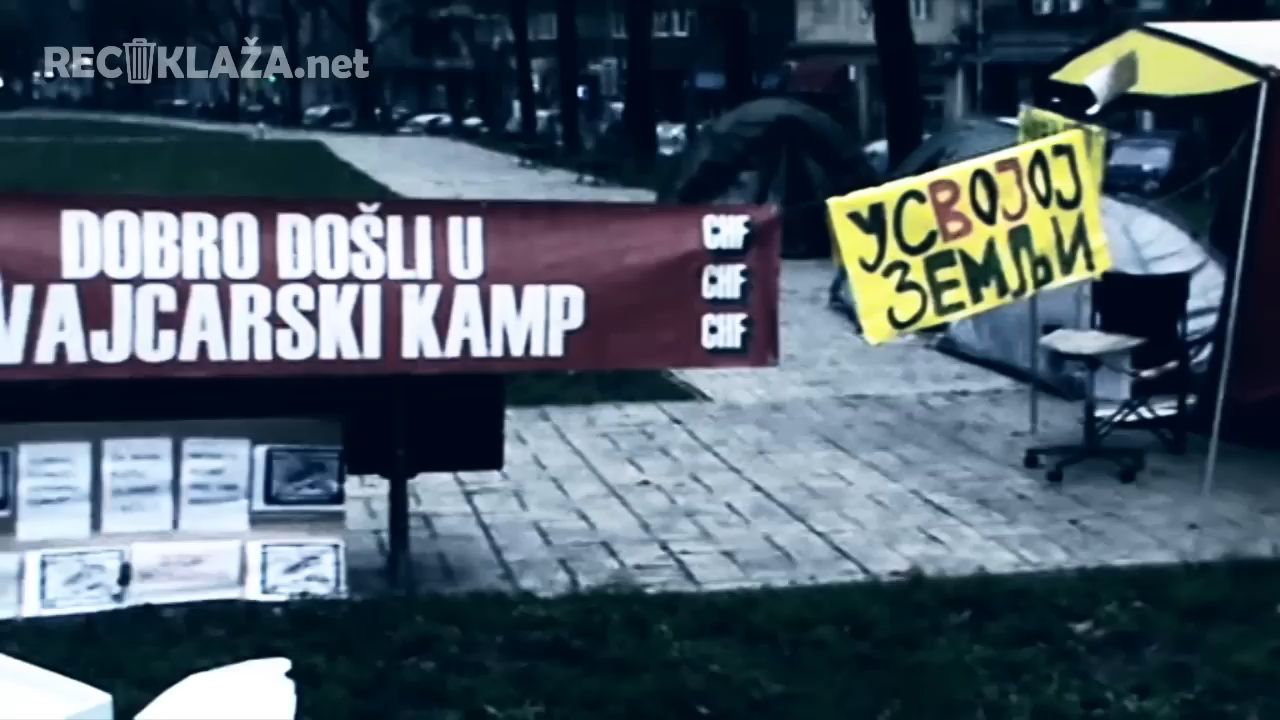 RECIKLAŽA.net
DOBRO DOŠLI U
VAJCARSKI KAMP
CHF
CHF
CHF
У СВОЈОЈ
ЗЕМЉИ